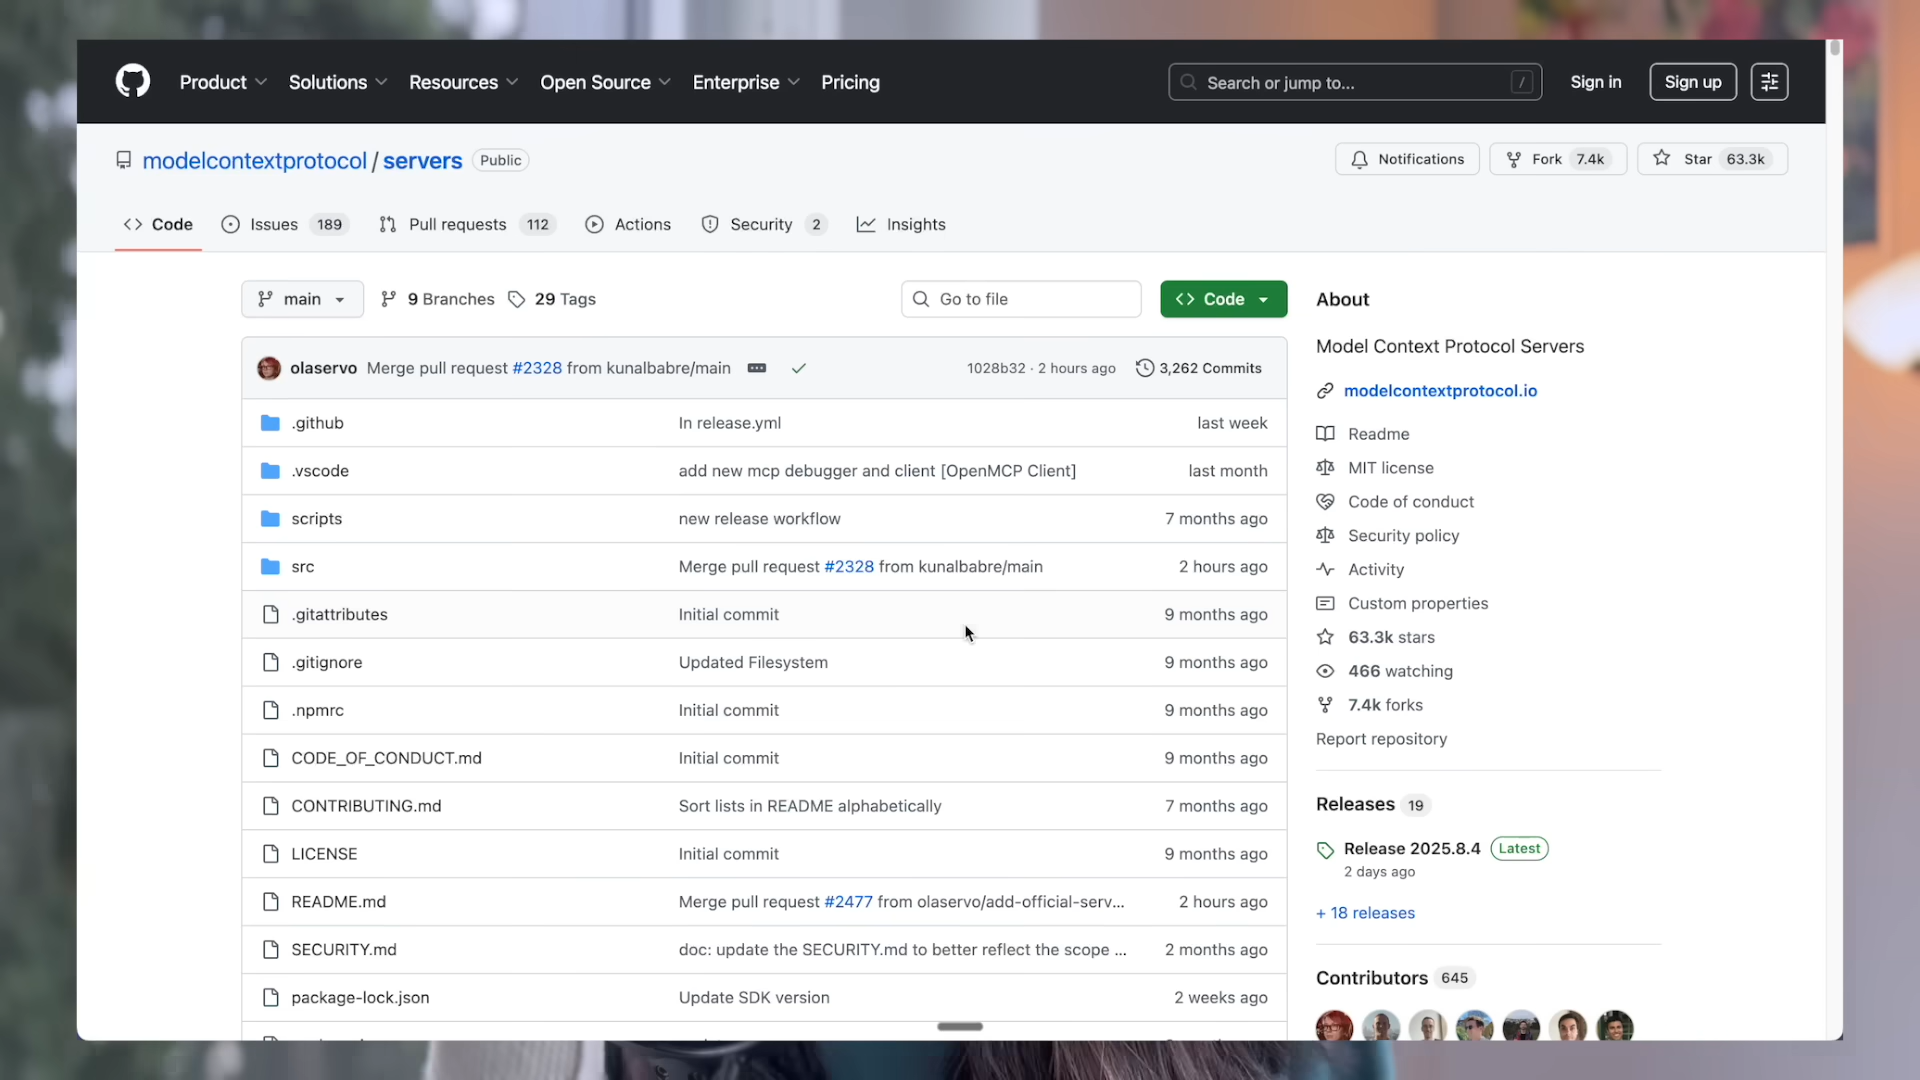 Product Solutions Resources Open Source Enterprise Pricing Search or jump to... / Sign in Sign up
modelcontextprotocol / servers Public Notifications Fork 7.4k Star 63.3k
Code Issues 189 Pull requests 112 Actions Security 2 Insights
main 9 Branches 29 Tags Go to file Code
olaservo Merge pull request #2328 from kunalbabre/main 1028b32 · 2 hours ago 3,262 Commits
.github In release.yml last week
.vscode add new mcp debugger and client [OpenMCP Client] last month
scripts new release workflow 7 months ago
src Merge pull request #2328 from kunalbabre/main 2 hours ago
.gitattributes Initial commit 9 months ago
.gitignore Updated Filesystem 9 months ago
.npmrc Initial commit 9 months ago
CODE_OF_CONDUCT.md Initial commit 9 months ago
CONTRIBUTING.md Sort lists in README alphabetically 7 months ago
LICENSE Initial commit 9 months ago
README.md Merge pull request #2477 from olaservo/add-official-serv... 2 hours ago
SECURITY.md doc: update the SECURITY.md to better reflect the scope ... 2 months ago
package-lock.json Update SDK version 2 weeks ago
About
Model Context Protocol Servers
modelcontextprotocol.io
Readme
MIT license
Code of conduct
Security policy
Activity
Custom properties
63.3k stars
466 watching
7.4k forks
Report repository
Releases 19
Release 2025.8.4 Latest
2 days ago
+ 18 releases
Contributors 645